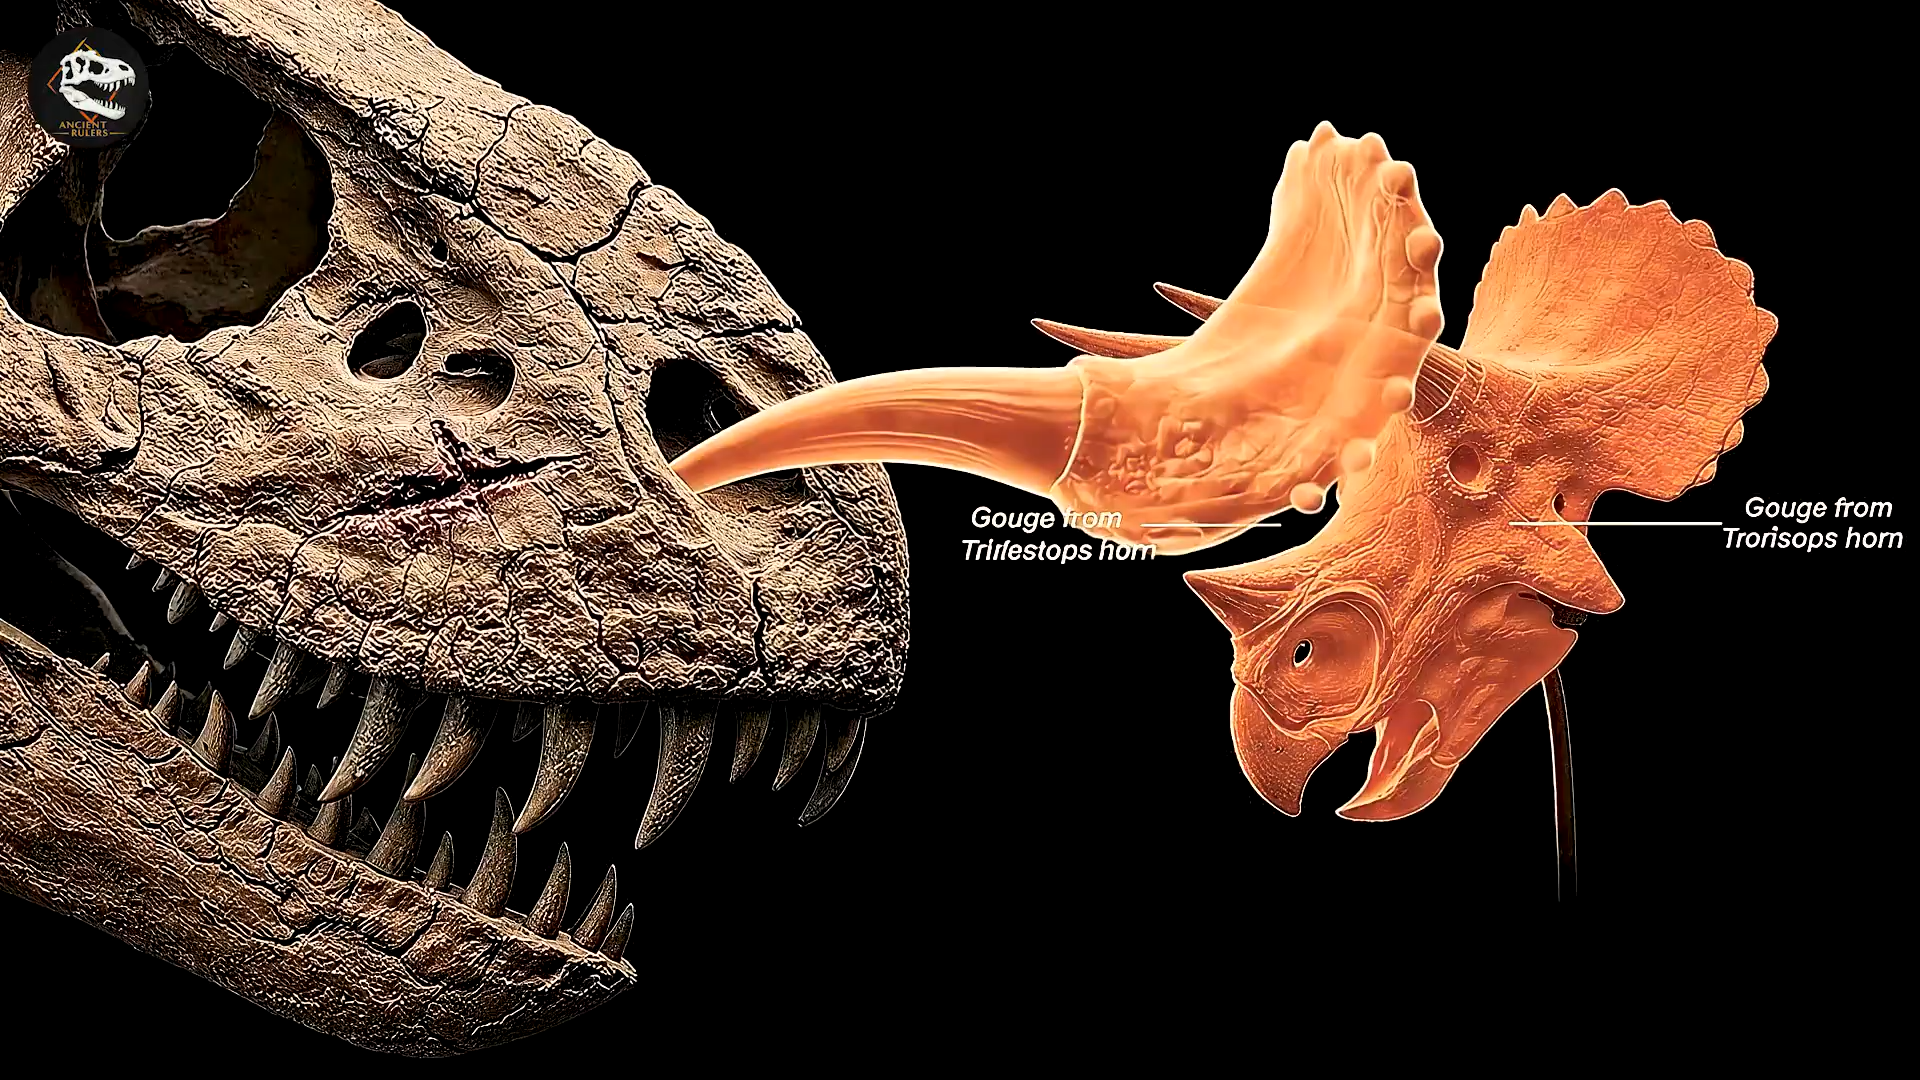 ANCIENT
RULERS
Gouge from
Trirlestops horn
Gouge from
Trorisops horn